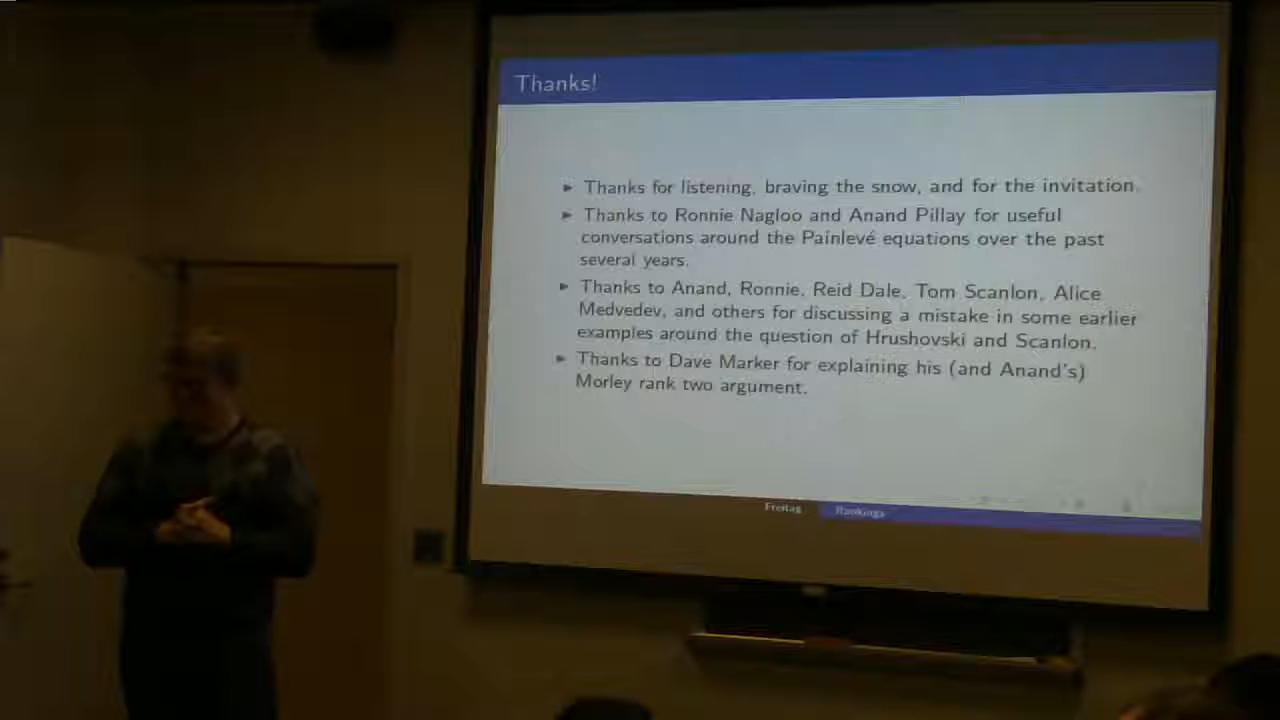 Thanks!
▶ Thanks for listening, braving the snow, and for the invitation.
▶ Thanks to Ronnie Nagloo and Anand Pillay for useful
conversations around the Painlevé equations over the past
several years.
▶ Thanks to Anand, Ronnie, Reid Dale, Tom Scanlon, Alice
Medvedev, and others for discussing a mistake in some earlier
examples around the question of Hrushovski and Scanlon.
▶ Thanks to Dave Marker for explaining his (and Anand's)
Morley rank two argument.
Freitag Rankings